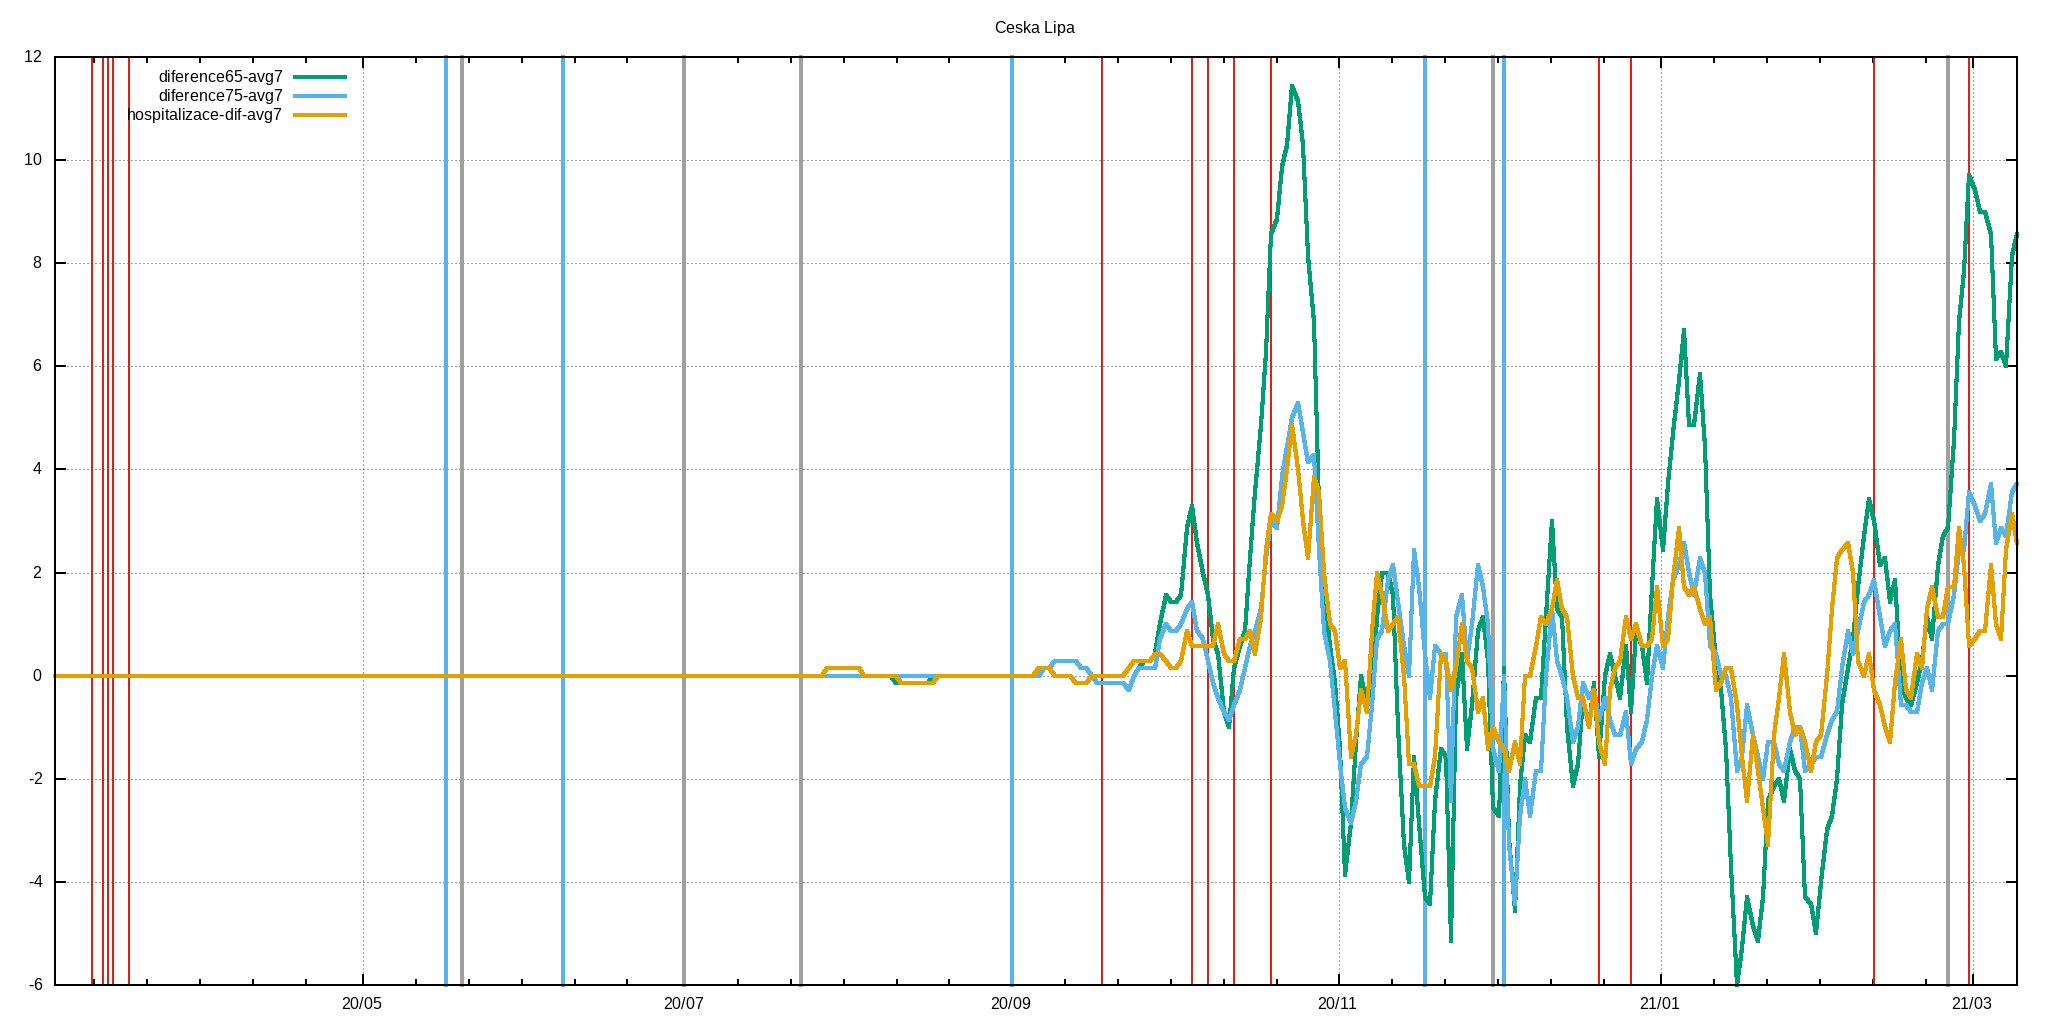 Ceska Lipa
diference65-avg7
diference75-avg7
hospitalizace-dif-avg7
12
10
8
6
4
2
0
-2
-4
-6
20/05 20/07 20/09 20/11 21/01 21/03